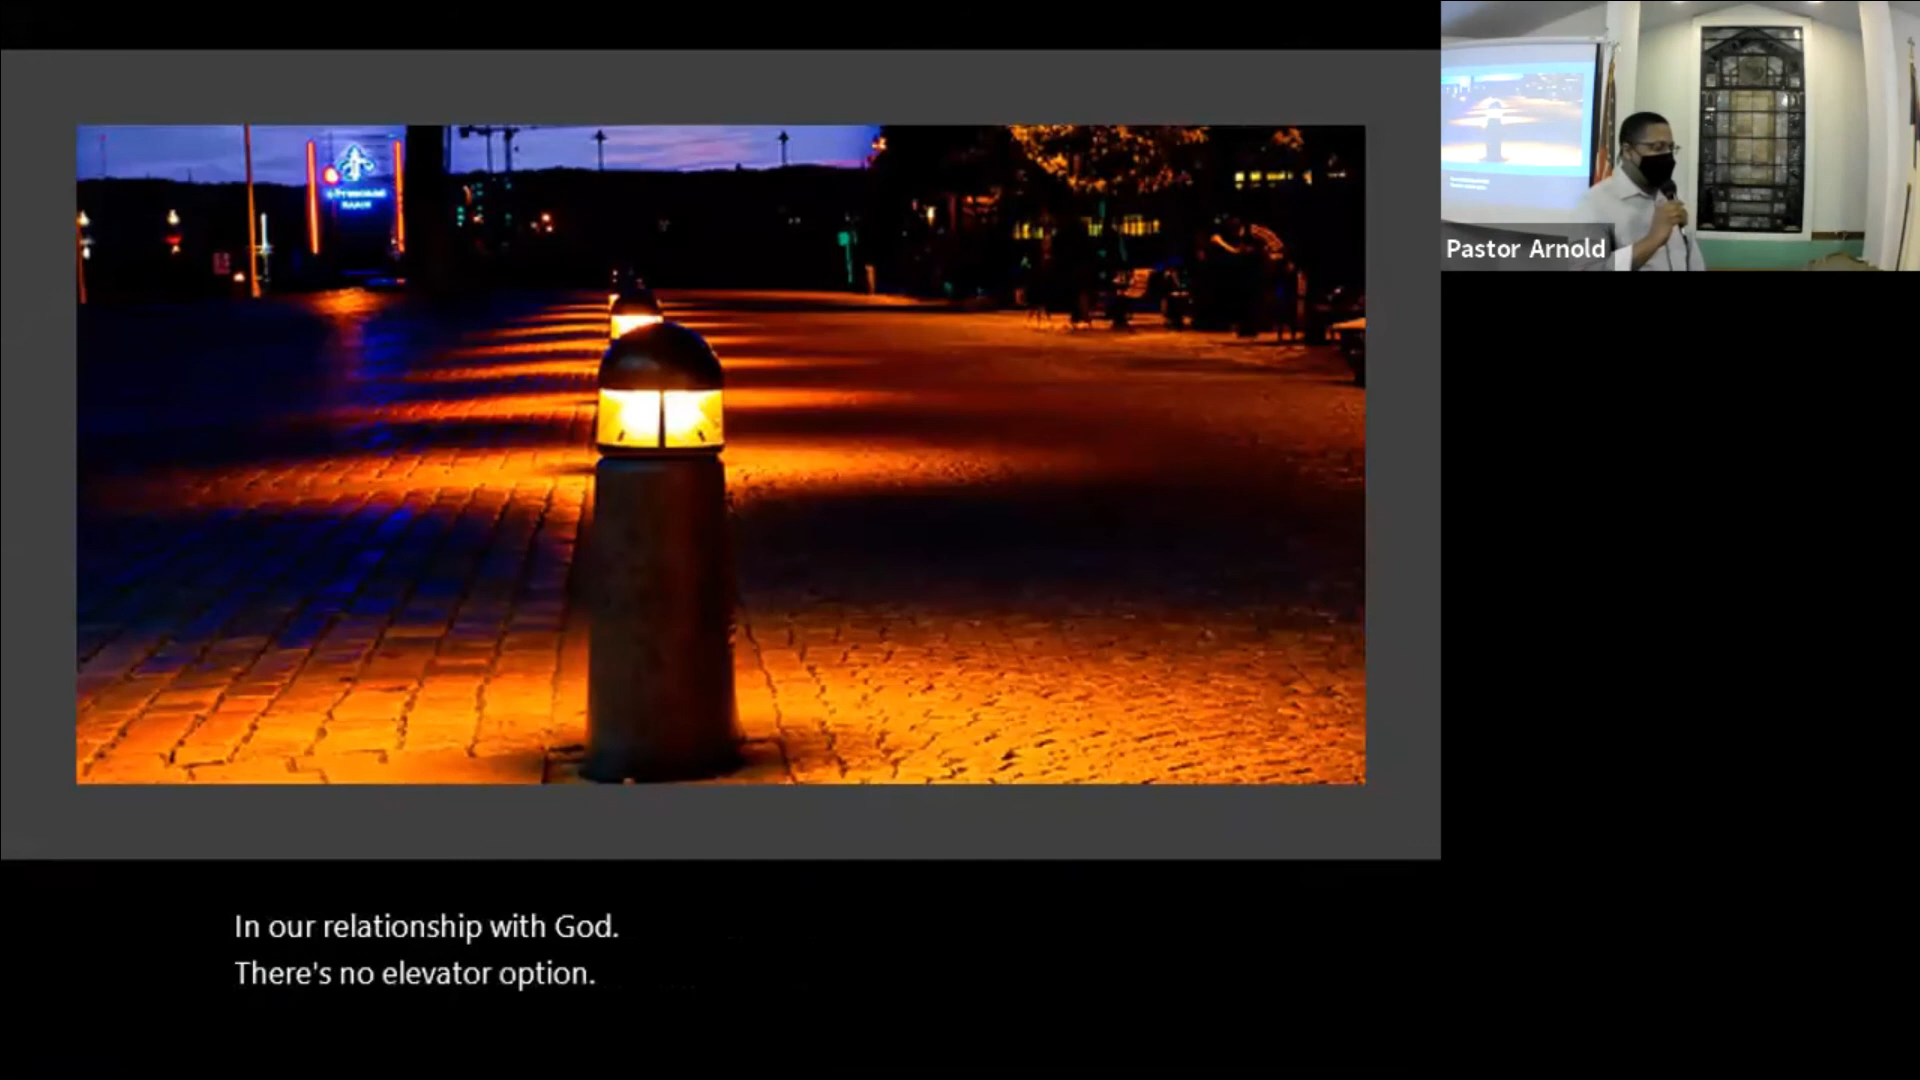 Pastor Arnold
In our relationship with God.
There's no elevator option.